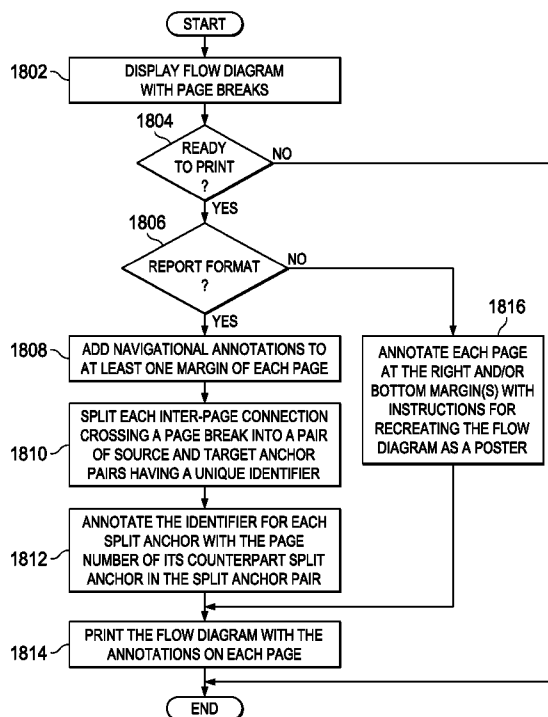 START
1802
DISPLAY FLOW DIAGRAM
WITH PAGE BREAKS
1804
READY
TO PRINT
?
NO
YES
1806
REPORT FORMAT
?
NO
YES
1808
ADD NAVIGATIONAL ANNOTATIONS TO
AT LEAST ONE MARGIN OF EACH PAGE
1816
ANNOTATE EACH PAGE
AT THE RIGHT AND/OR
BOTTOM MARGIN(S) WITH
INSTRUCTIONS FOR
RECREATING THE FLOW
DIAGRAM AS A POSTER
1810
SPLIT EACH INTER-PAGE CONNECTION
CROSSING A PAGE BREAK INTO A PAIR
OF SOURCE AND TARGET ANCHOR
PAIRS HAVING A UNIQUE IDENTIFIER
1812
ANNOTATE THE IDENTIFIER FOR EACH
SPLIT ANCHOR WITH THE PAGE
NUMBER OF ITS COUNTERPART SPLIT
ANCHOR IN THE SPLIT ANCHOR PAIR
1814
PRINT THE FLOW DIAGRAM WITH THE
ANNOTATIONS ON EACH PAGE
END